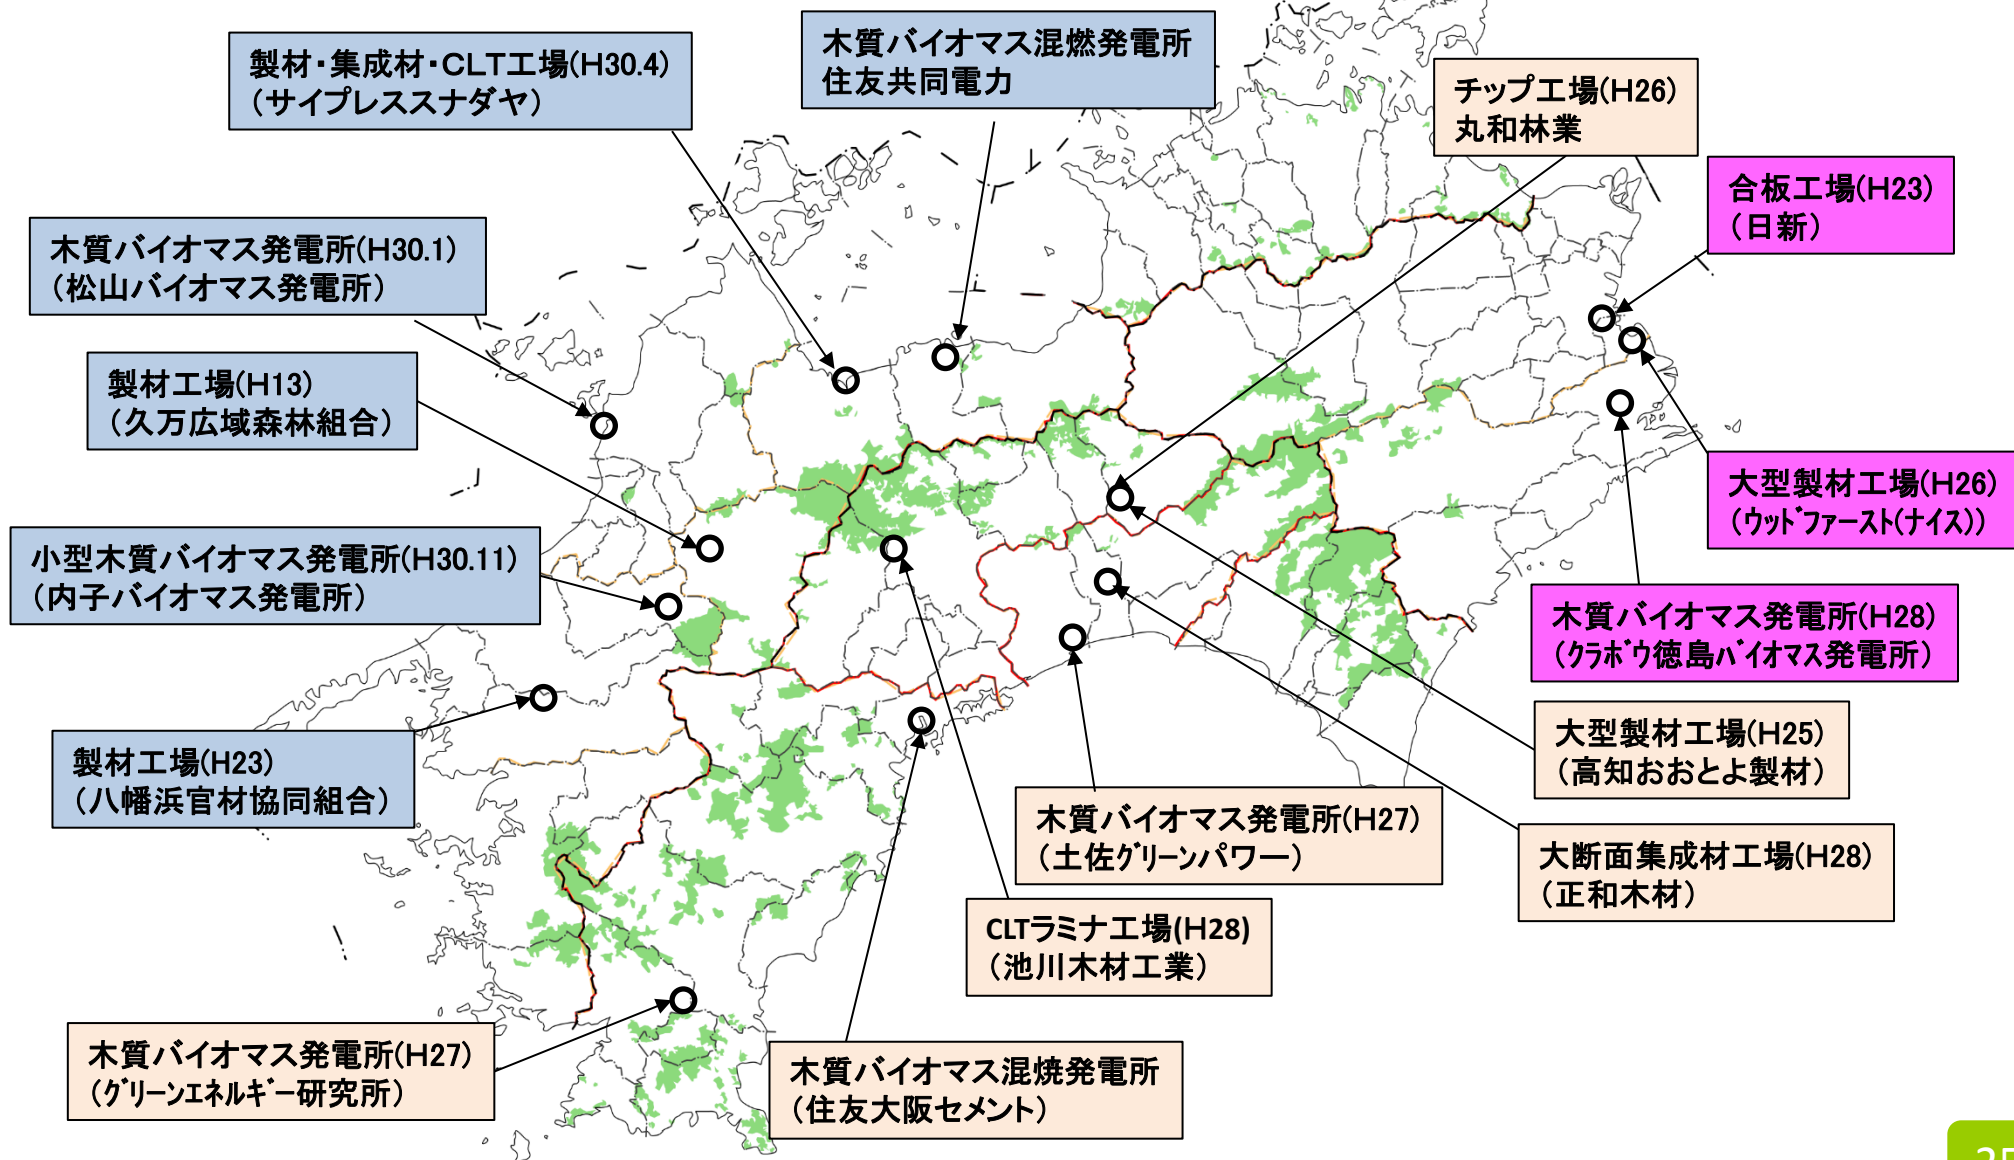 木質バイオマス混燃発電所
住友共同電力
製材・集成材・CLT工場(H30.4)
（サイプレススナダヤ）
チップ工場(H26)
丸和林業
合板工場(H23)
（日新）
木質バイオマス発電所(H30.1)
（松山バイオマス発電所）
製材工場(H13)
（久万広域森林組合）
大型製材工場(H26)
（ｳｯﾄﾞファースト(ナイス)）
小型木質バイオマス発電所(H30.11)
（内子バイオマス発電所）
木質バイオマス発電所(H28)
（ｸﾗﾎﾞｳ徳島ﾊﾞｲｵﾏｽ発電所）
大型製材工場(H25)
（高知おおとよ製材）
製材工場(H23)
（八幡浜官材協同組合）
木質バイオマス発電所(H27)
（土佐ｸﾞﾘｰﾝパワー）
大断面集成材工場(H28)
（正和木材）
CLTラミナ工場(H28)
（池川木材工業）
木質バイオマス発電所(H27)
（ｸﾞﾘｰﾝｴﾈﾙｷﾞｰ研究所）
木質バイオマス混焼発電所
（住友大阪セメント）